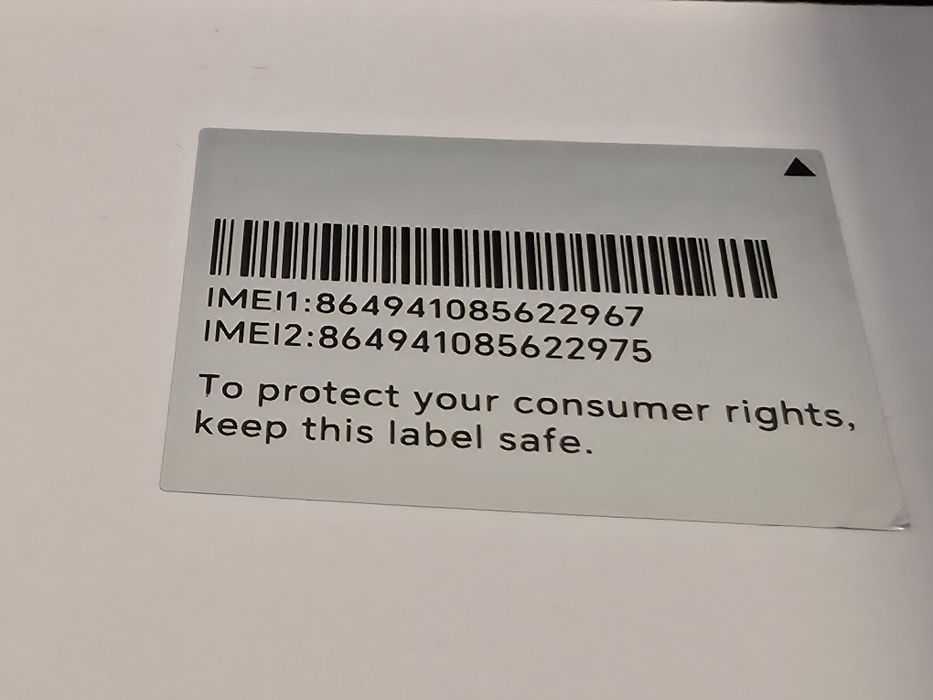 IMEI1:864941085622967
IMEI2:864941085622975
To protect your consumer rights,
keep this label safe.